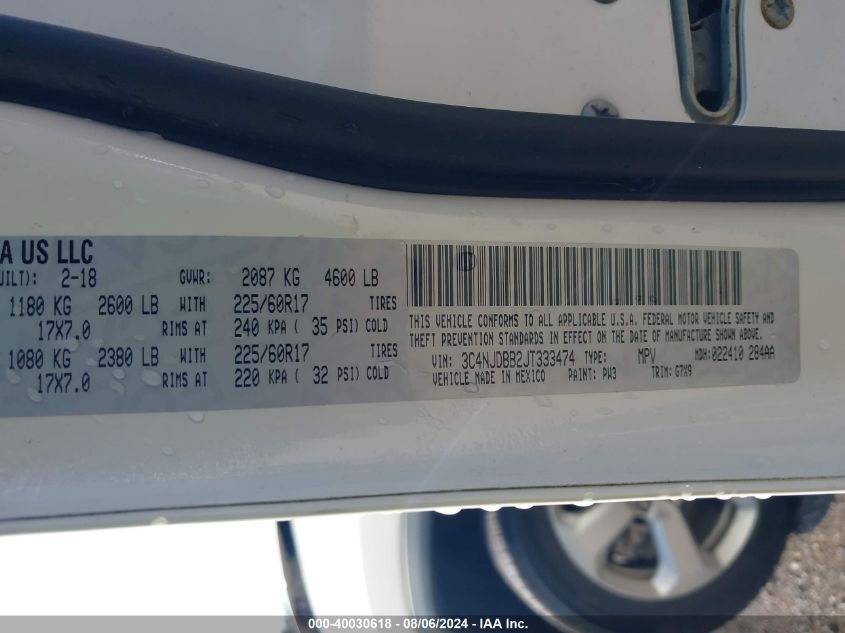 A US LLC
UILT): 2-18 GVWR: 2087 KG 4600 LB
1180 KG 2600 LB WITH 225/60R17 TIRES
17X7.0 RIMS AT 240 KPA ( 35 PSI) COLD
1080 KG 2380 LB WITH 225/60R17 TIRES
17X7.0 RIMS AT 220 KPA ( 32 PSI) COLD
THIS VEHICLE CONFORMS TO ALL APPLICABLE U.S.A. FEDERAL MOTOR VEHICLE SAFETY AND
THEFT PREVENTION STANDARDS IN EFFECT ON THE DATE OF MANUFACTURE SHOWN ABOVE.
VIN: 3C4NJDBB2JT333474 TYPE: MPV MDH: 022410 284AA
VEHICLE MADE IN MEXICO PAINT: PW3 TRIM: G7X9
000-40030618 - 08/06/2024 - IAA Inc.